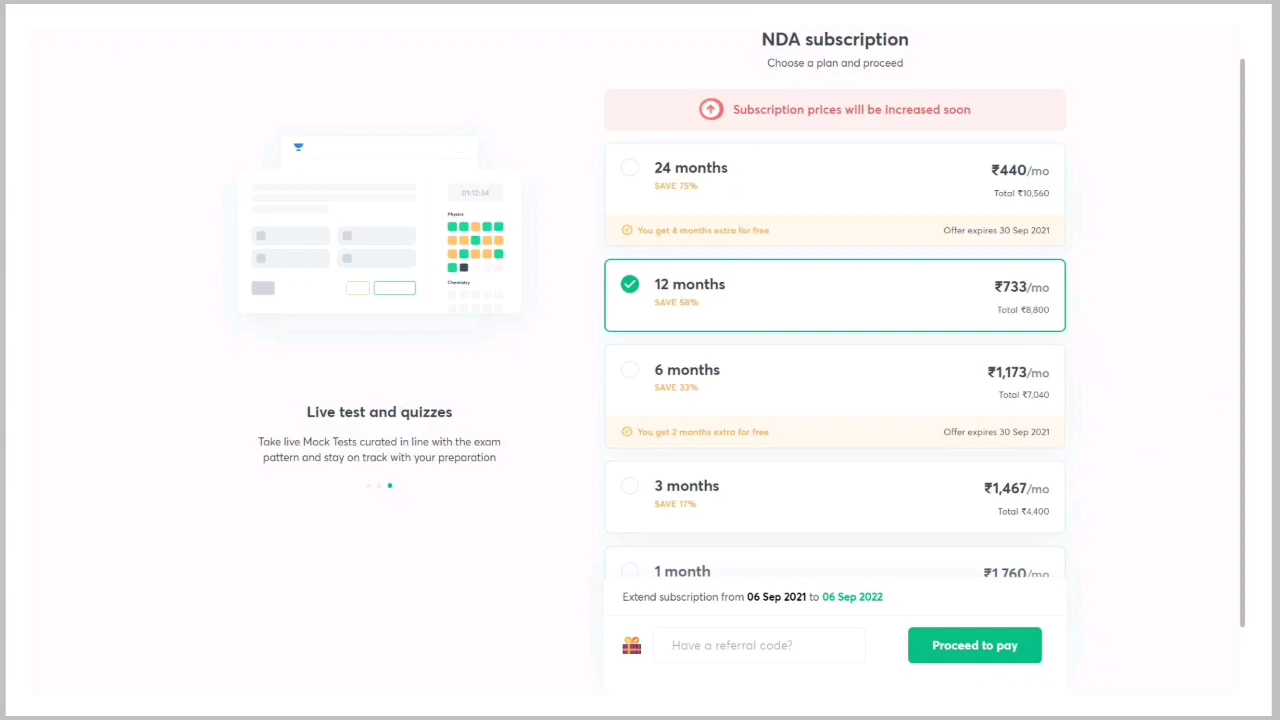 NDA subscription
Choose a plan and proceed
Subscription prices will be increased soon
24 months
SAVE 75%
₹440/mo
Total ₹10,560
You get 4 months extra for free
Offer expires 30 Sep 2021
12 months
SAVE 58%
₹733/mo
Total ₹8,800
6 months
SAVE 33%
₹1,173/mo
Total ₹7,040
You get 2 months extra for free
Offer expires 30 Sep 2021
3 months
SAVE 17%
₹1,467/mo
Total ₹4,400
1 month
₹1,760/mo
Extend subscription from 06 Sep 2021 to 06 Sep 2022
Have a referral code?
Proceed to pay
01:12:34
Physics
Chemistry
Live test and quizzes
Take live Mock Tests curated in line with the exam
pattern and stay on track with your preparation